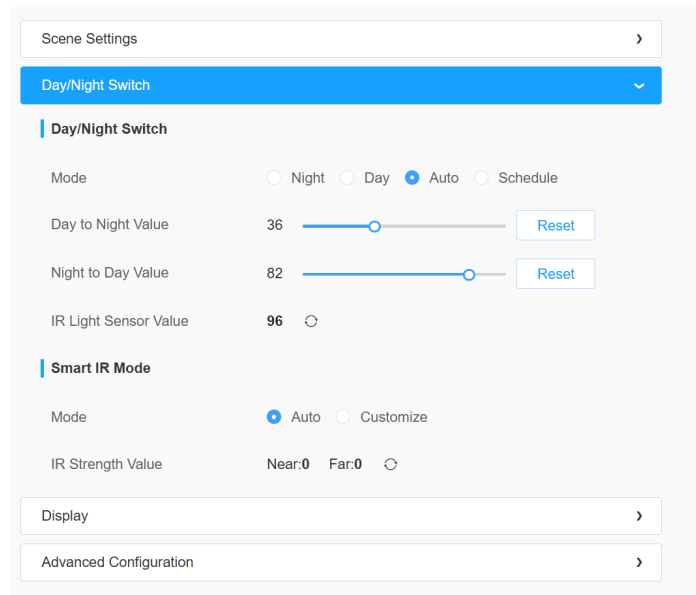 Scene Settings
Day/Night Switch
Day/Night Switch
Mode Night Day Auto Schedule
Day to Night Value 36 Reset
Night to Day Value 82 Reset
IR Light Sensor Value 96
Smart IR Mode
Mode Auto Customize
IR Strength Value Near:0 Far:0
Display
Advanced Configuration